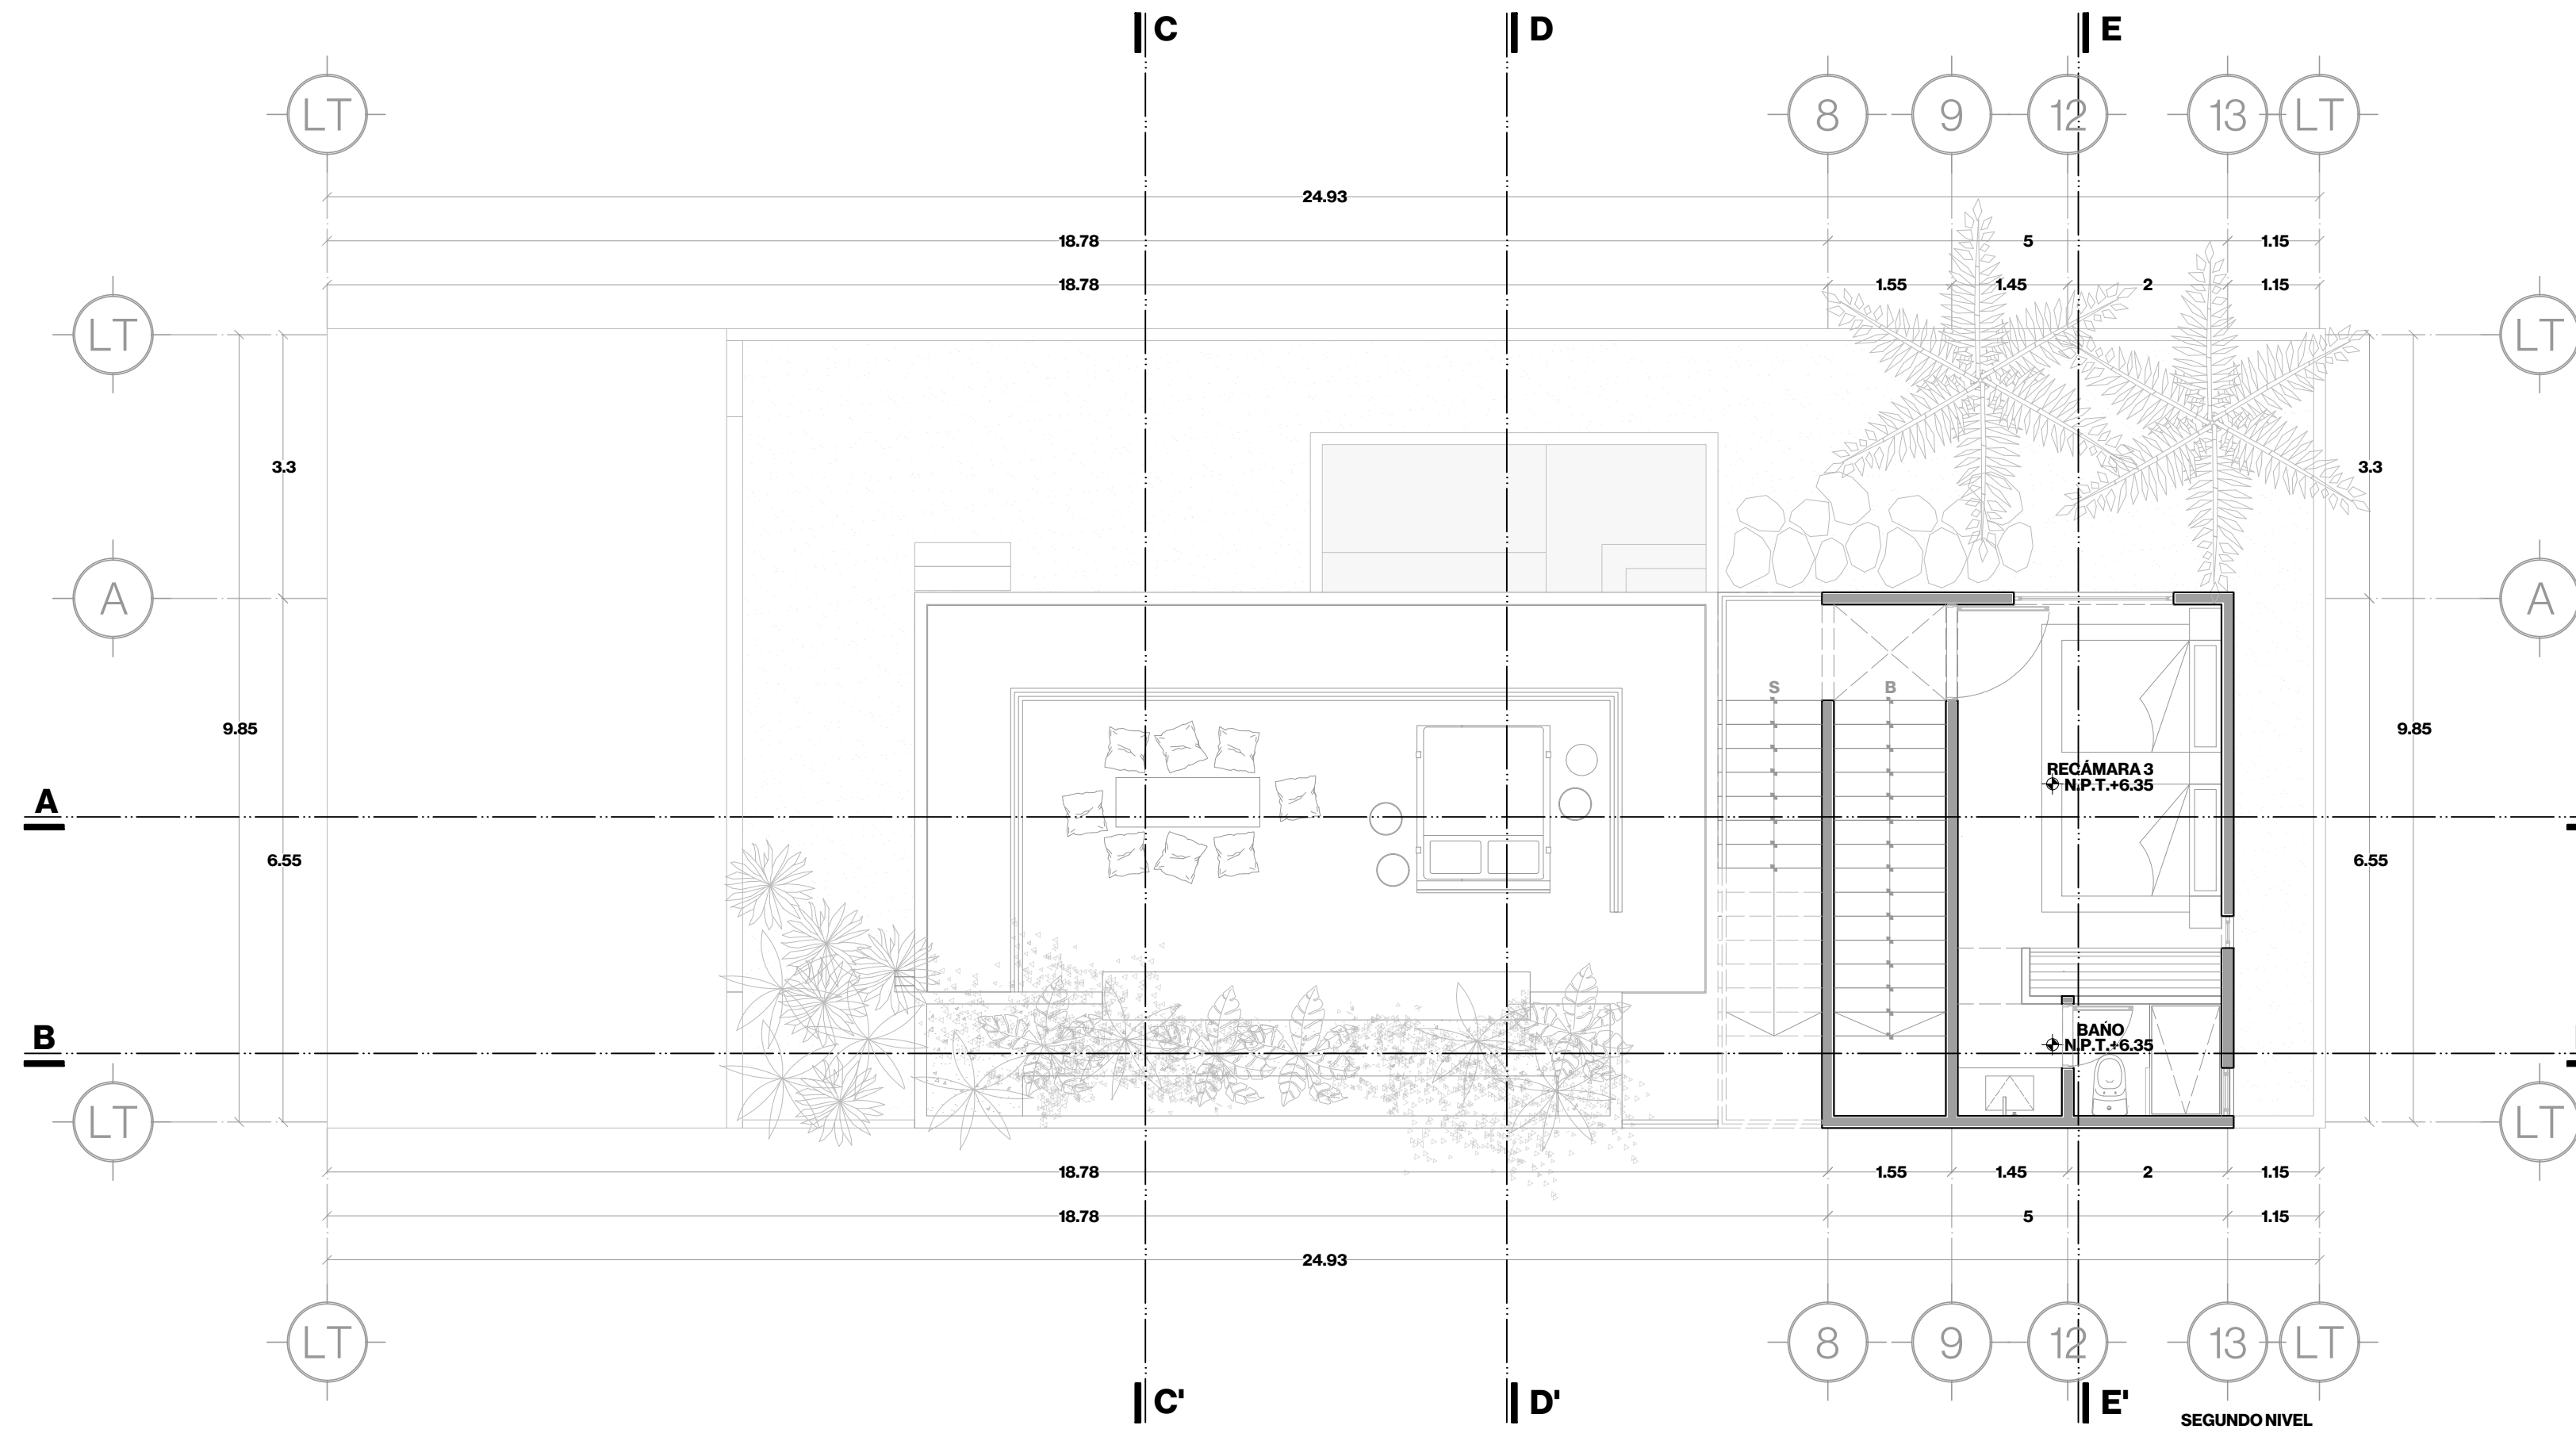 C D E
LT 8 9 12 13 LT
24.93
18.78 5 1.15
18.78 1.55 1.45 2 1.15
LT LT
3.3 3.3
A A
S B
9.85 9.85
RECÁMARA 3
N.P.T.+6.35
A
6.55 6.55
B
BAÑO
N.P.T.+6.35
LT LT
18.78 1.55 1.45 2 1.15
18.78 5 1.15
24.93
LT 8 9 12 13 LT
C' D' E'
SEGUNDO NIVEL